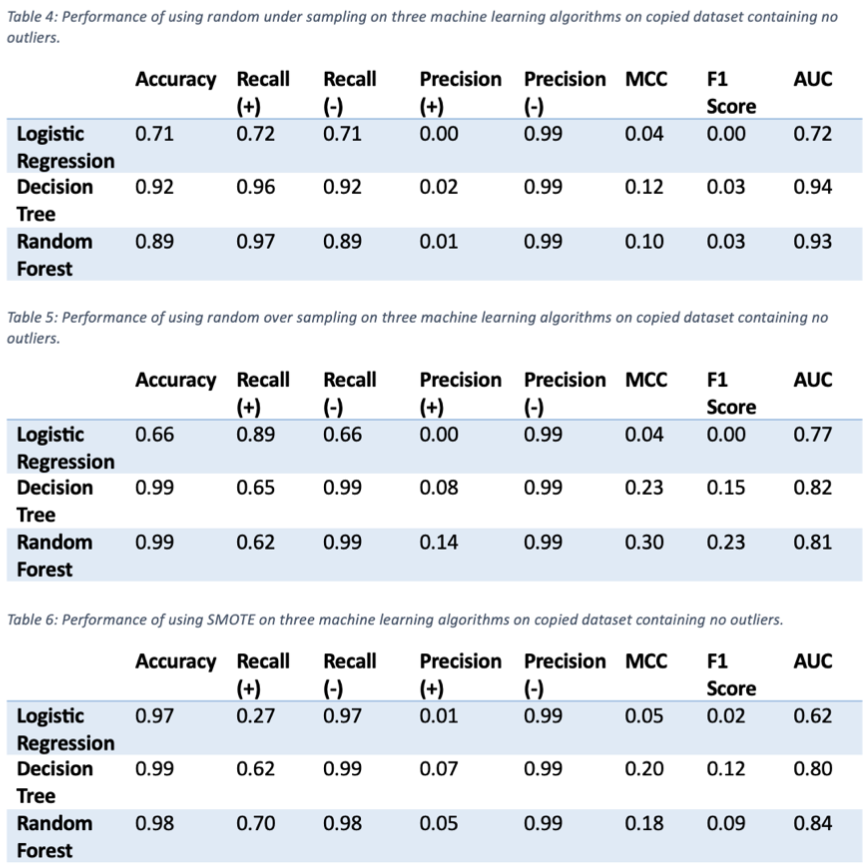 Table 4: Performance of using random under sampling on three machine learning algorithms on copied dataset containing no
outliers.
Accuracy Recall Recall Precision Precision MCC F1 AUC
(+) (-) (+) (-) Score
Logistic 0.71 0.72 0.71 0.00 0.99 0.04 0.00 0.72
Regression
Decision 0.92 0.96 0.92 0.02 0.99 0.12 0.03 0.94
Tree
Random 0.89 0.97 0.89 0.01 0.99 0.10 0.03 0.93
Forest
Table 5: Performance of using random over sampling on three machine learning algorithms on copied dataset containing no
outliers.
Accuracy Recall Recall Precision Precision MCC F1 AUC
(+) (-) (+) (-) Score
Logistic 0.66 0.89 0.66 0.00 0.99 0.04 0.00 0.77
Regression
Decision 0.99 0.65 0.99 0.08 0.99 0.23 0.15 0.82
Tree
Random 0.99 0.62 0.99 0.14 0.99 0.30 0.23 0.81
Forest
Table 6: Performance of using SMOTE on three machine learning algorithms on copied dataset containing no outliers.
Accuracy Recall Recall Precision Precision MCC F1 AUC
(+) (-) (+) (-) Score
Logistic 0.97 0.27 0.97 0.01 0.99 0.05 0.02 0.62
Regression
Decision 0.99 0.62 0.99 0.07 0.99 0.20 0.12 0.80
Tree
Random 0.98 0.70 0.98 0.05 0.99 0.18 0.09 0.84
Forest